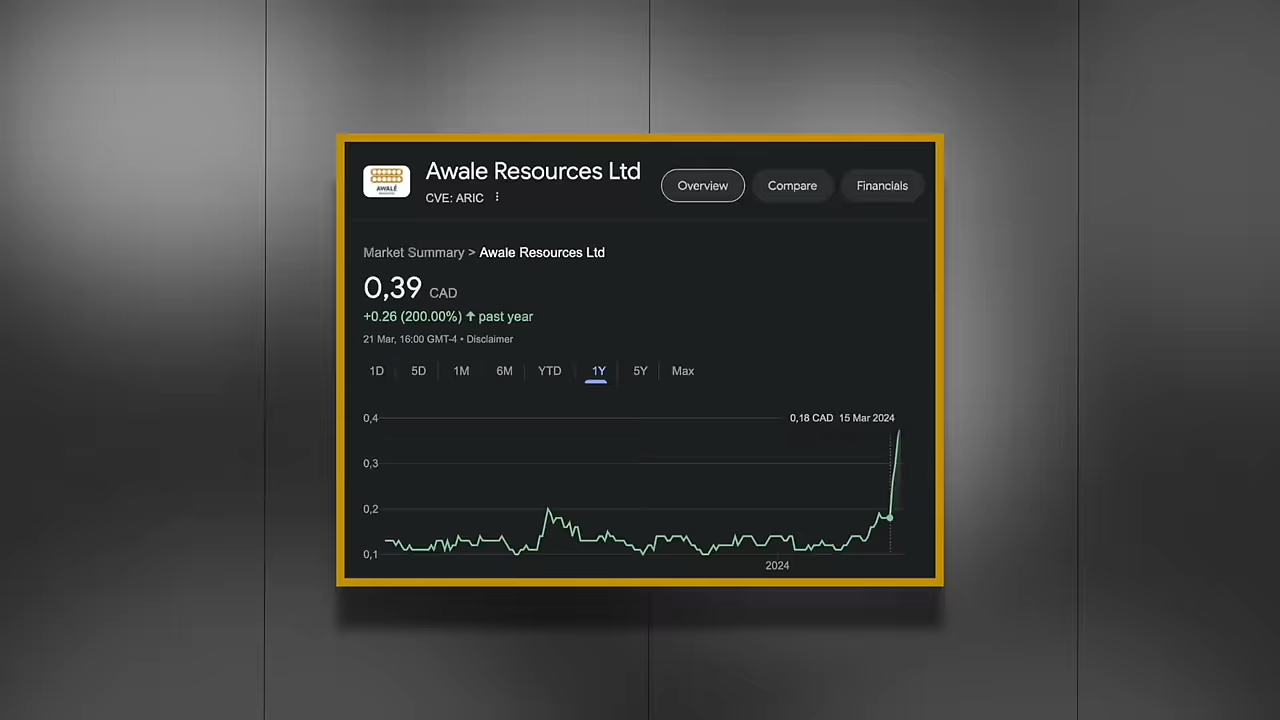 Awale Resources Ltd
CVE: ARIC
Overview
Compare
Financials
AWALÉ
Market Summary > Awale Resources Ltd
0,39 CAD
+0.26 (200.00%) ↑ past year
21 Mar, 16:00 GMT-4 • Disclaimer
1D 5D 1M 6M YTD 1Y 5Y Max
0,18 CAD 15 Mar 2024
0,4
0,3
0,2
0,1
2024